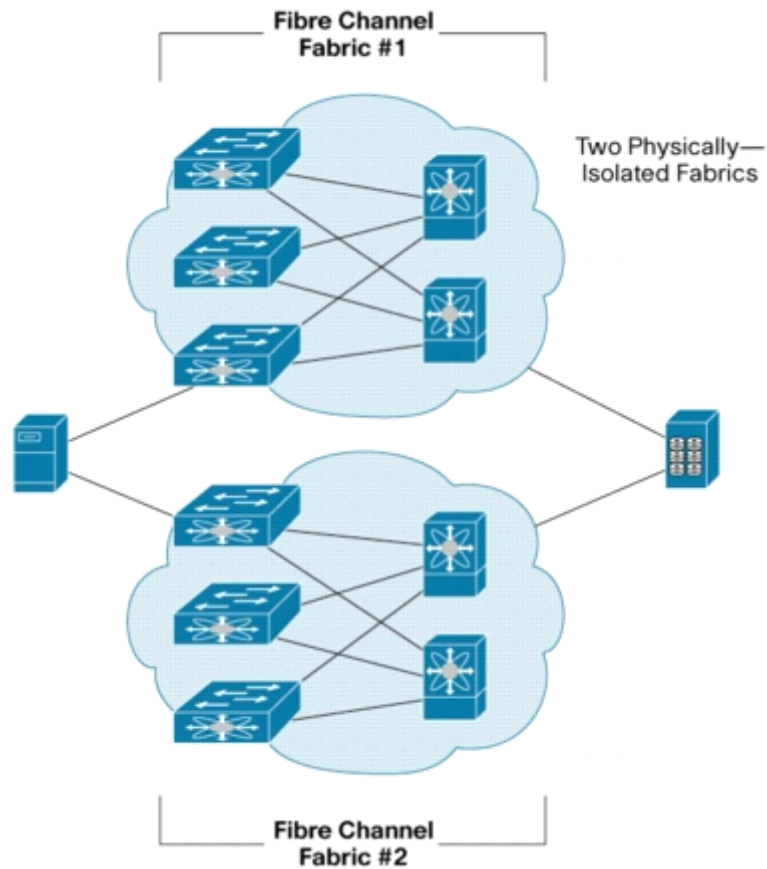 Fibre Channel
Fabric #1
Two Physically—
Isolated Fabrics
Fibre Channel
Fabric #2